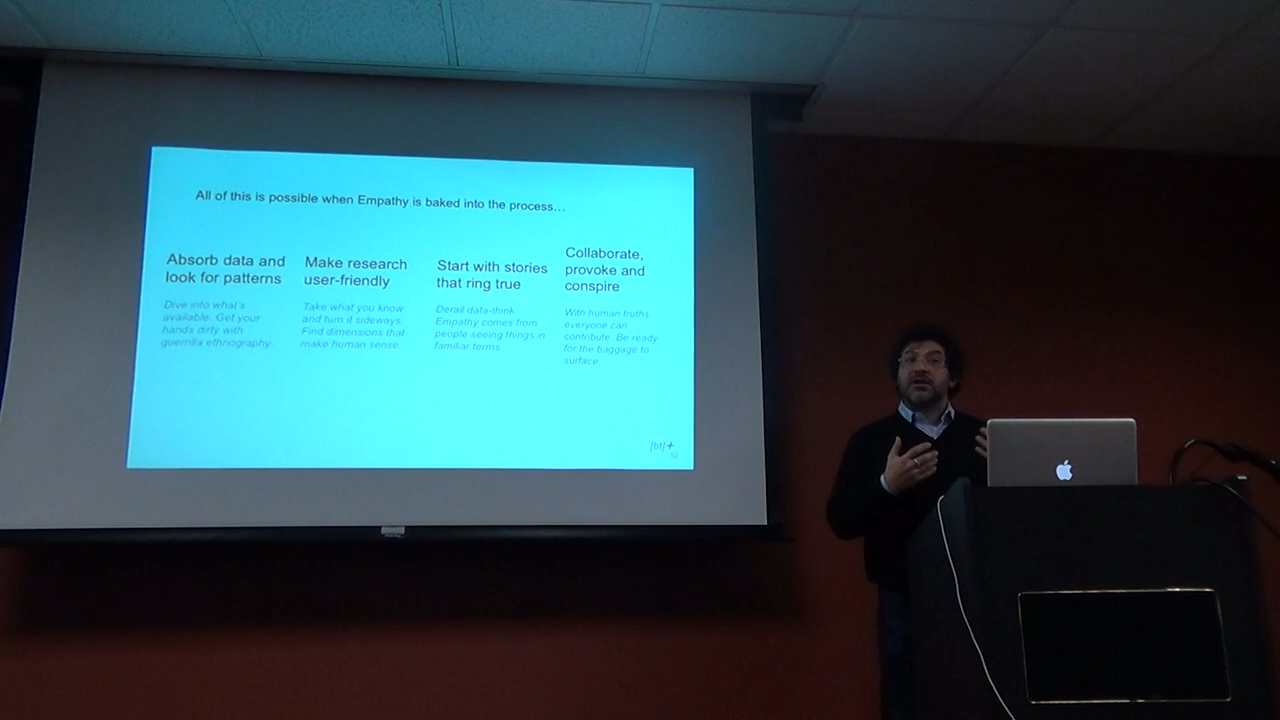 All of this is possible when Empathy is baked into the process…
Absorb data and
look for patterns
Dive into what's
available. Get your
hands dirty with
guerrilla ethnography.
Make research
user-friendly
Take what you know
and turn it sideways.
Find dimensions that
make human sense.
Start with stories
that ring true
Derail data-think.
Empathy comes from
people seeing things in
familiar terms.
Collaborate,
provoke and
conspire
With human truths,
everyone can
contribute. Be ready
for the baggage to
surface.
[bt]+
52